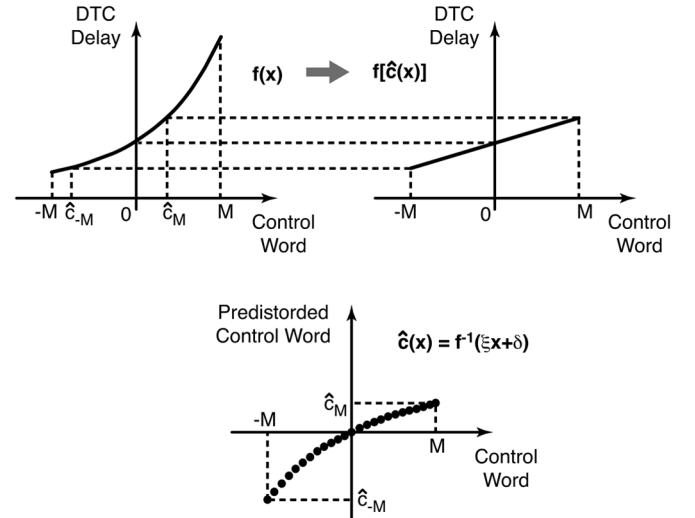 DTC
Delay
f(x)
f[ĉ(x)]
-M
ĉ-M
0
ĉM
M
Control
Word
DTC
Delay
-M
0
M
Control
Word
Predistorded
Control Word
ĉ(x) = f⁻¹(ξx+δ)
-M
ĉM
M
Control
Word
ĉ-M